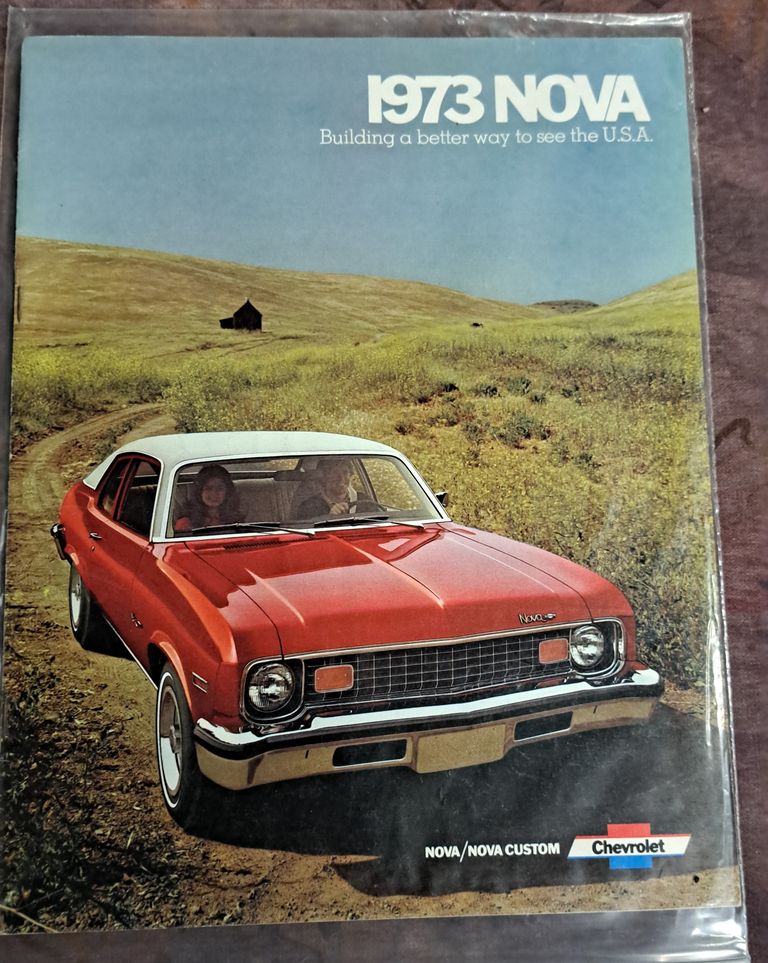 1973 NOVA
Building a better way to see the U.S.A.
Nova
NOVA/NOVA CUSTOM
Chevrolet